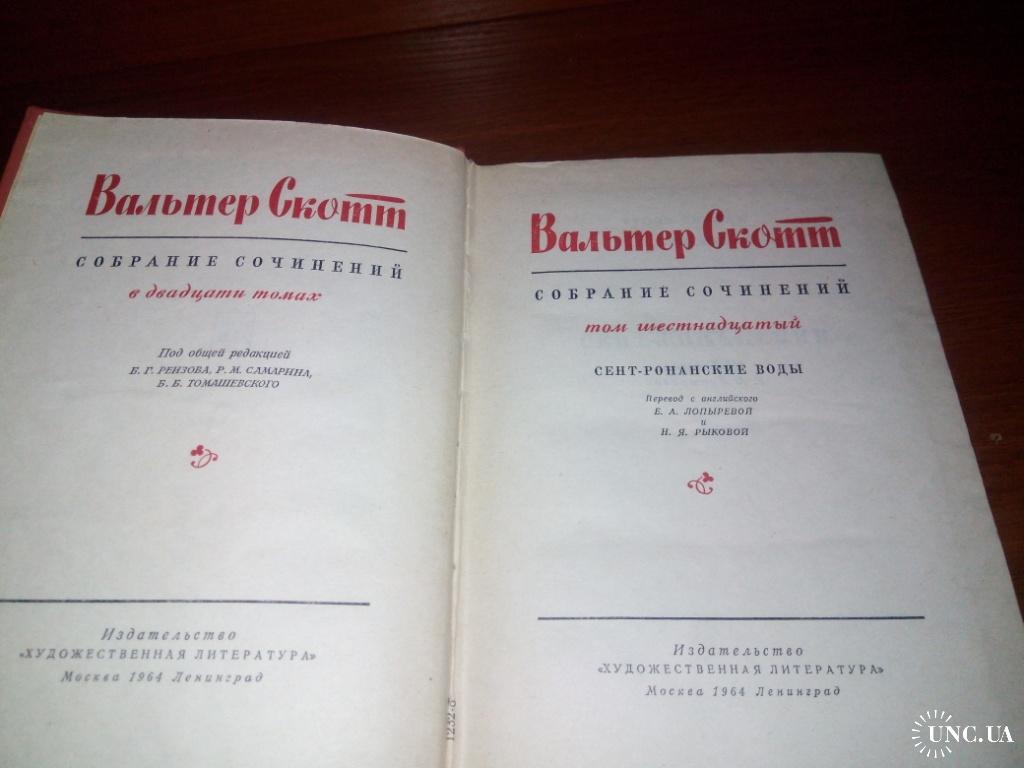 Вальтер Скотт
СОБРАНИЕ СОЧИНЕНИЙ
в двадцати томах
Под общей редакцией
Б. Г. РЕИЗОВА, Р. М. САМАРИНА,
Б. Б. ТОМАШЕВСКОГО
Издательство
«ХУДОЖЕСТВЕННАЯ ЛИТЕРАТУРА»
Москва 1964 Ленинград
Вальтер Скотт
СОБРАНИЕ СОЧИНЕНИЙ
том шестнадцатый
СЕНТ-РОНАНСКИЕ ВОДЫ
Перевод с английского
Е. А. ЛОПЫРЕВОЙ
и
Н. Я. РЫКОВОЙ
Издательство
«ХУДОЖЕСТВЕННАЯ ЛИТЕРАТУРА»
Москва 1964 Ленинград
UNC.UA